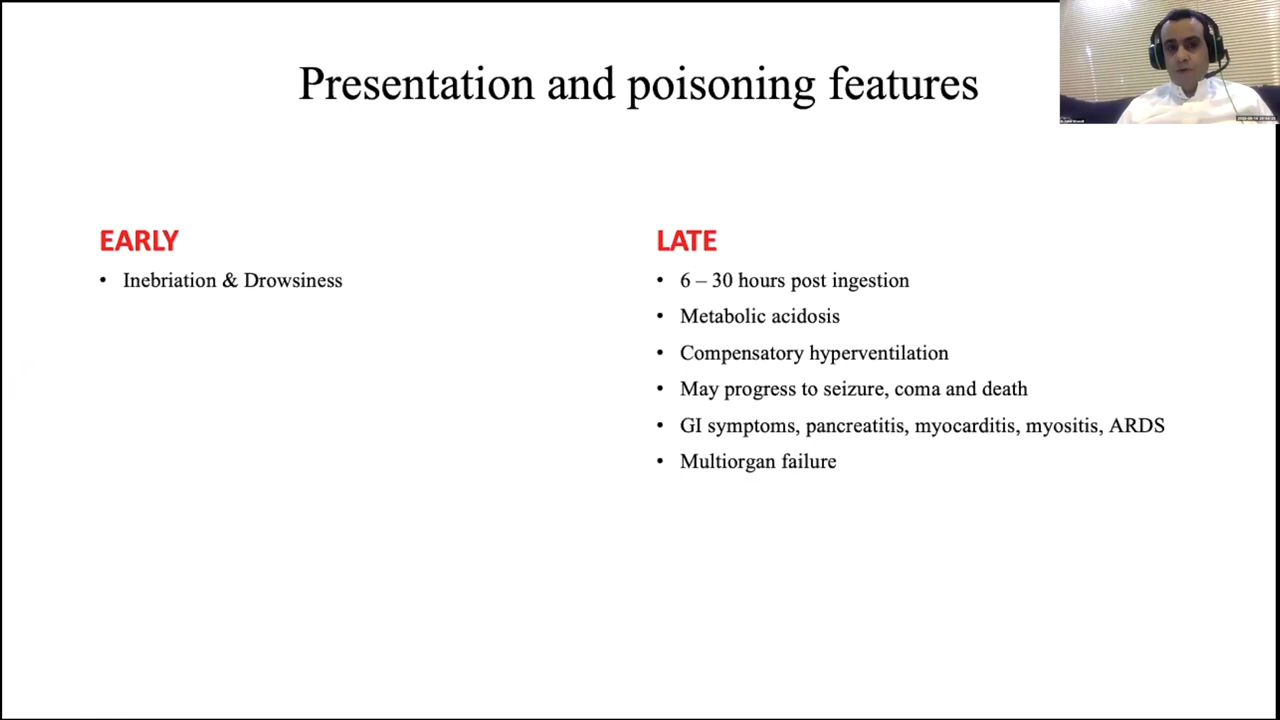 Presentation and poisoning features
EARLY
• Inebriation & Drowsiness
LATE
• 6 – 30 hours post ingestion
• Metabolic acidosis
• Compensatory hyperventilation
• May progress to seizure, coma and death
• GI symptoms, pancreatitis, myocarditis, myositis, ARDS
• Multiorgan failure